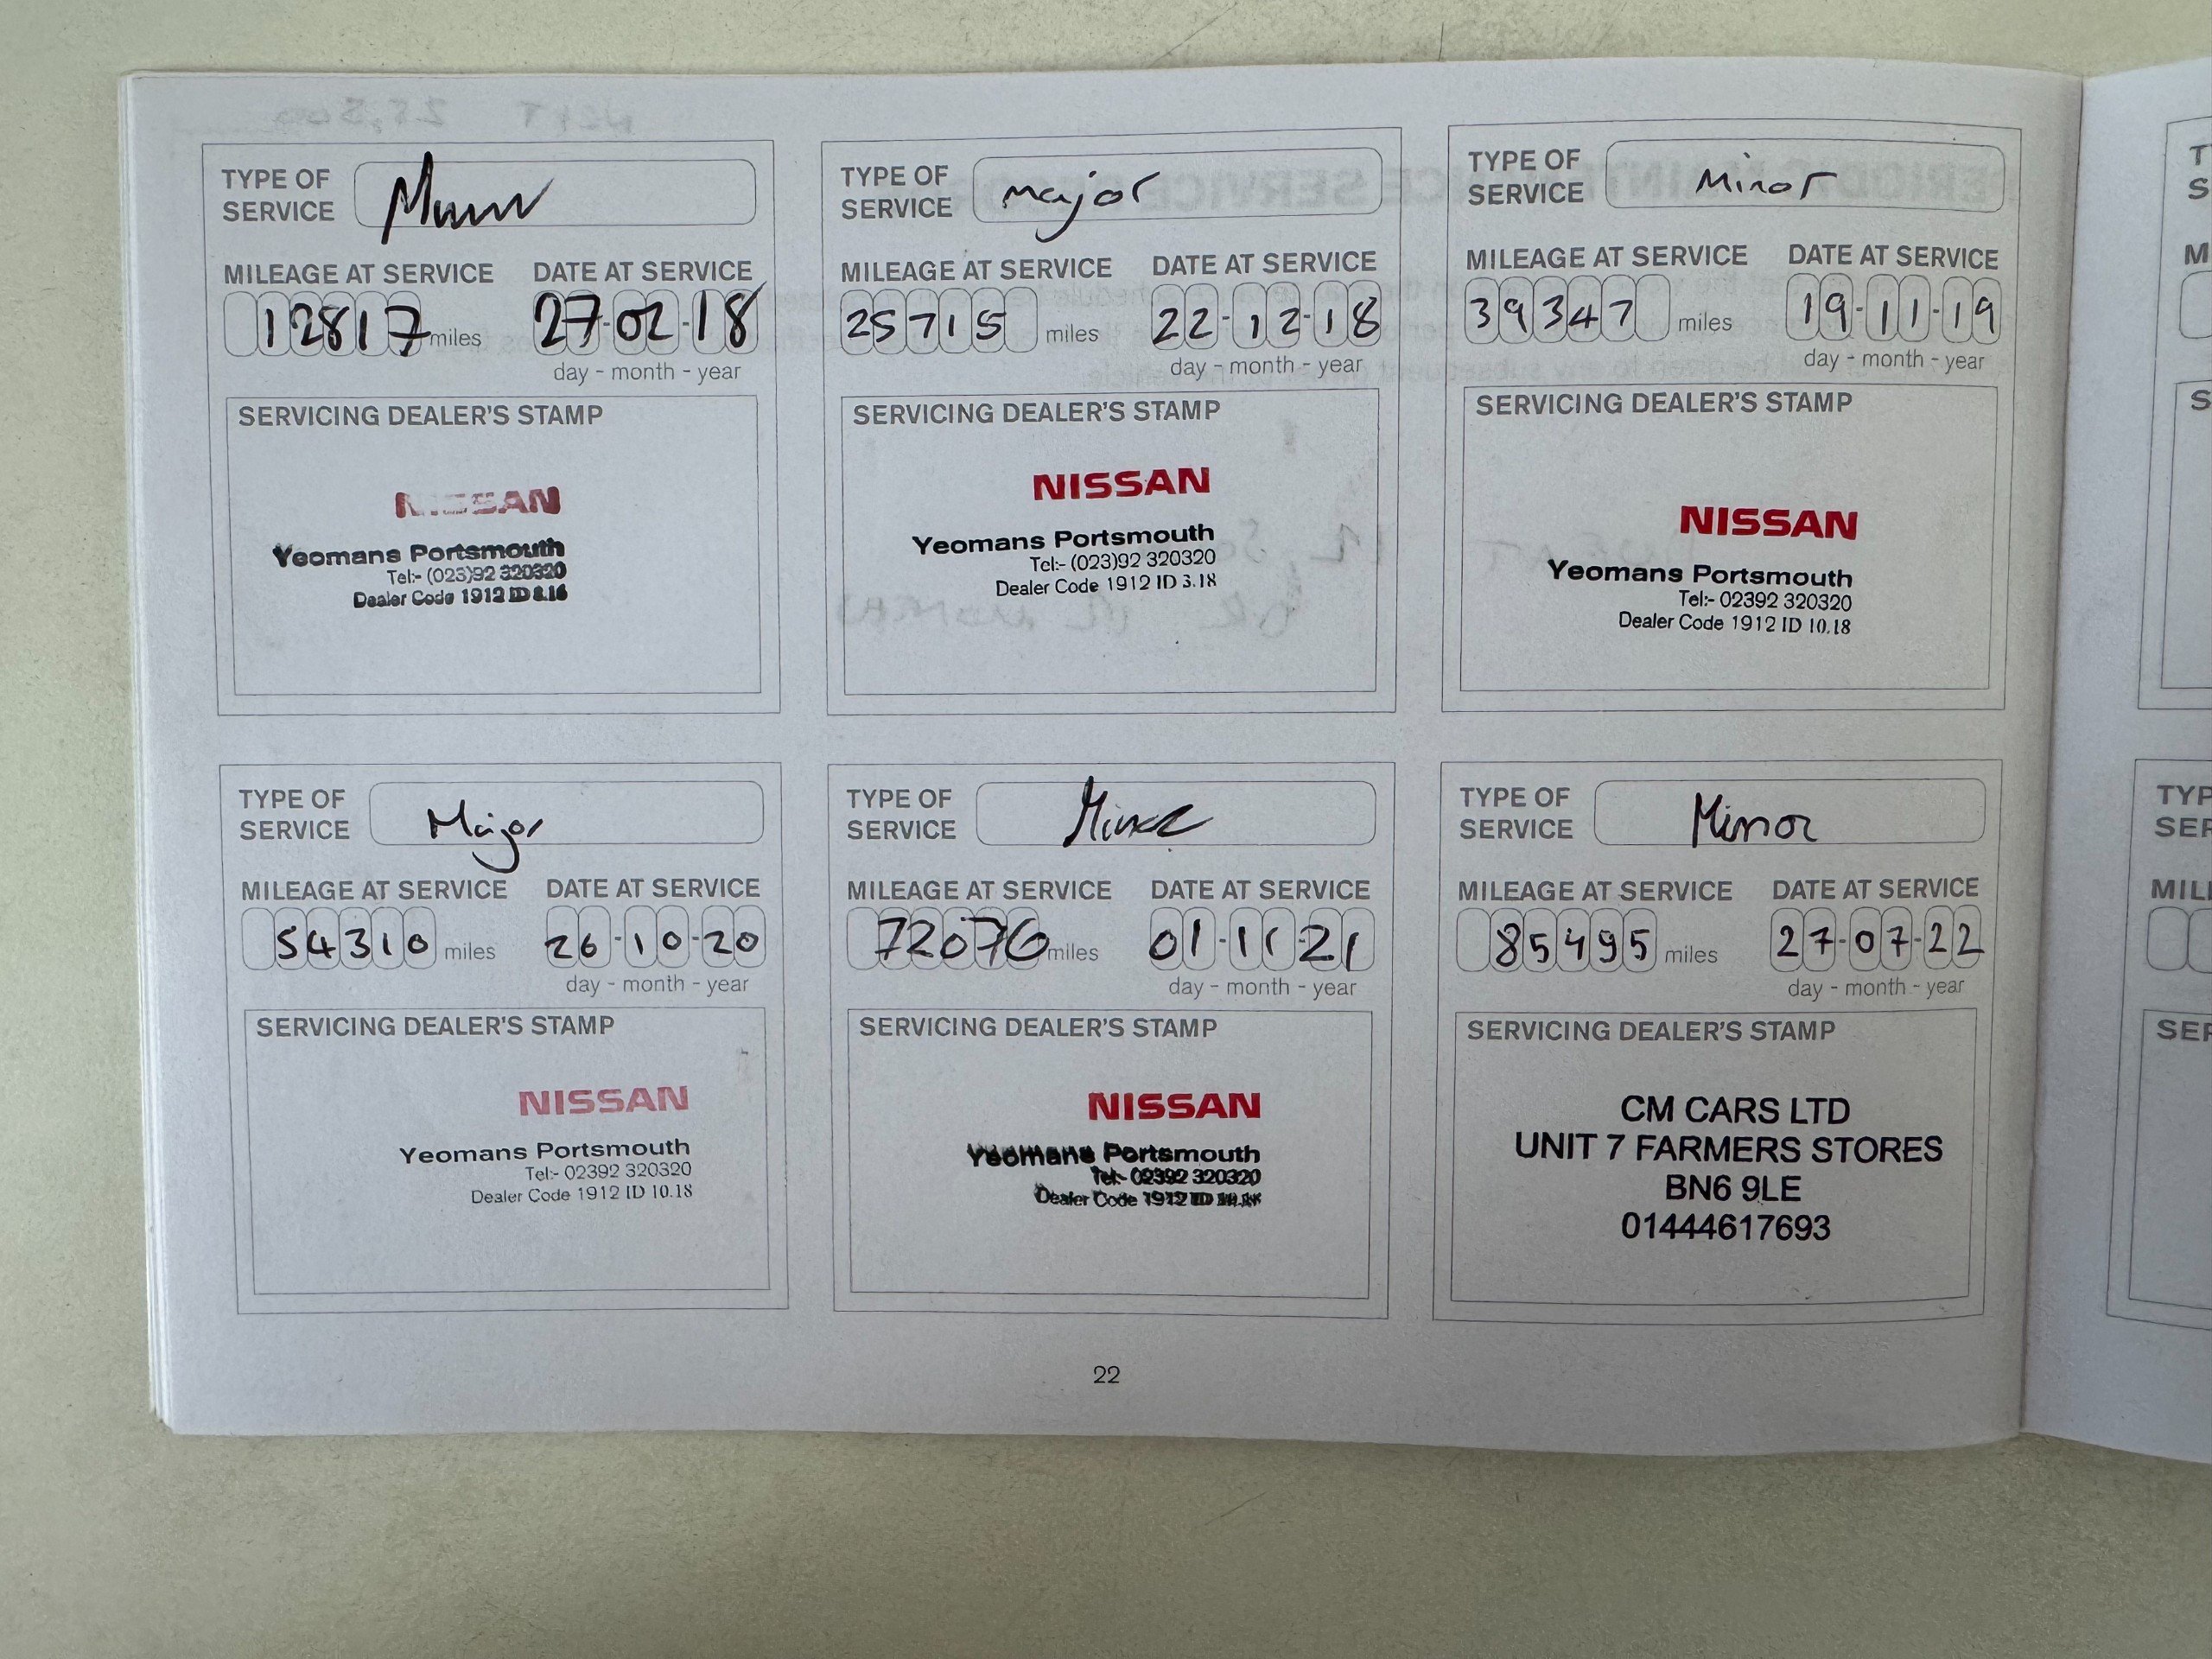 TYPE OF
SERVICE Minor
MILEAGE AT SERVICE DATE AT SERVICE
12817 miles 27-02-18
day - month - year
SERVICING DEALER'S STAMP
NISSAN
Yeomans Portsmouth
Tel:- (023)92 320320
Dealer Code 1912 ID 8.16
TYPE OF
SERVICE major
MILEAGE AT SERVICE DATE AT SERVICE
25715 miles 22-12-18
day - month - year
SERVICING DEALER'S STAMP
NISSAN
Yeomans Portsmouth
Tel:- (023)92 320320
Dealer Code 1912 ID 3.18
TYPE OF
SERVICE Minor
MILEAGE AT SERVICE DATE AT SERVICE
39347 miles 19-11-19
day - month - year
SERVICING DEALER'S STAMP
NISSAN
Yeomans Portsmouth
Tel:- 02392 320320
Dealer Code 1912 ID 10.18
TYPE OF
SERVICE Major
MILEAGE AT SERVICE DATE AT SERVICE
54310 miles 26-10-20
day - month - year
SERVICING DEALER'S STAMP
NISSAN
Yeomans Portsmouth
Tel:- 02392 320320
Dealer Code 1912 ID 10.18
TYPE OF
SERVICE Minor
MILEAGE AT SERVICE DATE AT SERVICE
72076 miles 01-11-21
day - month - year
SERVICING DEALER'S STAMP
NISSAN
Yeomans Portsmouth
Tel:- 02392 320320
Dealer Code 1912 ID
TYPE OF
SERVICE Minor
MILEAGE AT SERVICE DATE AT SERVICE
85495 miles 27-07-22
day - month - year
SERVICING DEALER'S STAMP
CM CARS LTD
UNIT 7 FARMERS STORES
BN6 9LE
01444617693
22